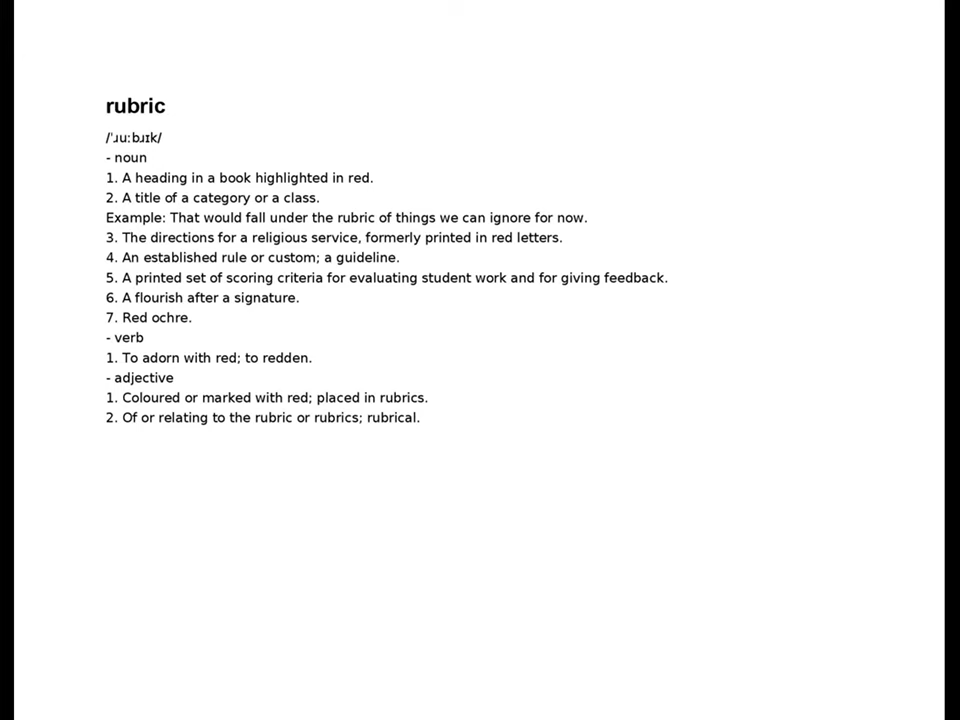 rubric
/ˈɹuːbɹɪk/
- noun
1. A heading in a book highlighted in red.
2. A title of a category or a class.
Example: That would fall under the rubric of things we can ignore for now.
3. The directions for a religious service, formerly printed in red letters.
4. An established rule or custom; a guideline.
5. A printed set of scoring criteria for evaluating student work and for giving feedback.
6. A flourish after a signature.
7. Red ochre.
- verb
1. To adorn with red; to redden.
- adjective
1. Coloured or marked with red; placed in rubrics.
2. Of or relating to the rubric or rubrics; rubrical.